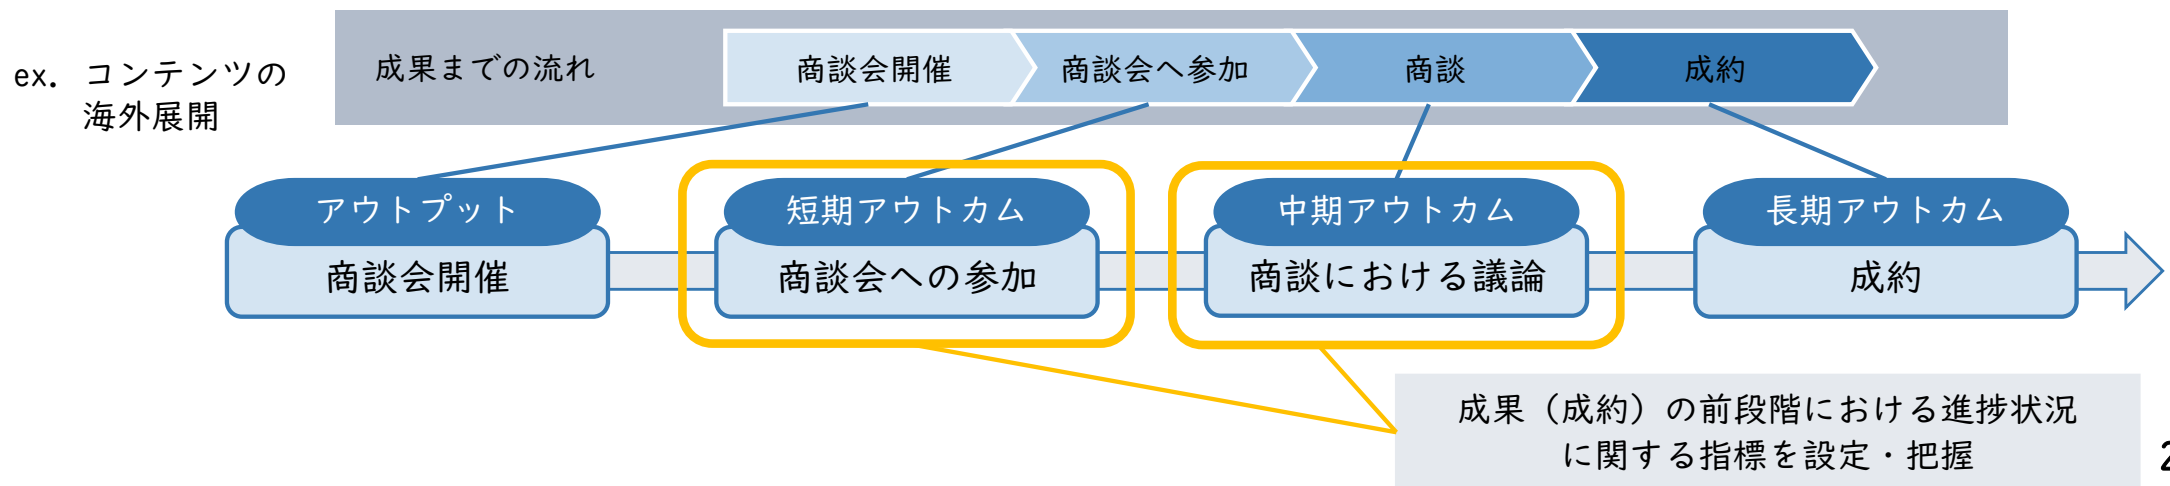 ex. コンテンツの
海外展開
成果までの流れ
商談会開催
商談会へ参加
商談
成約
アウトプット
商談会開催
短期アウトカム
商談会への参加
中期アウトカム
商談における議論
長期アウトカム
成約
成果（成約）の前段階における進捗状況
に関する指標を設定・把握